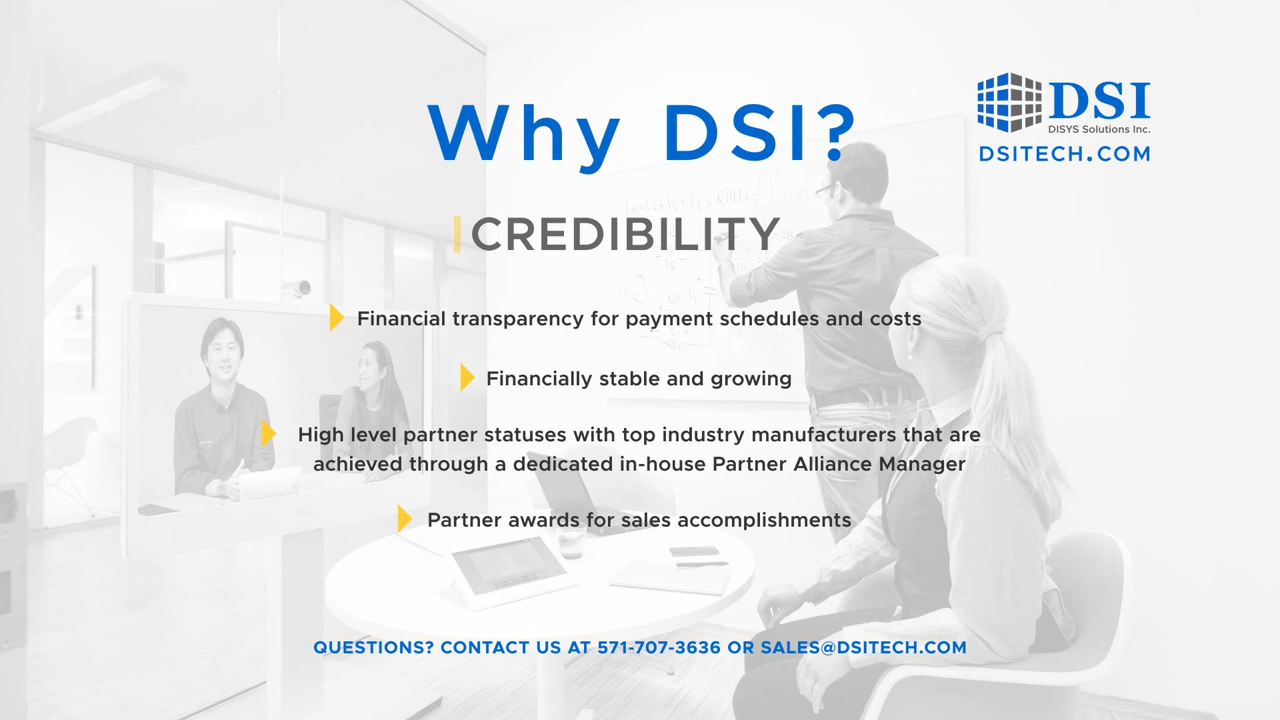 Why DSI?
DSI
DISYS Solutions Inc.
DSITECH.COM
CREDIBILITY
Financial transparency for payment schedules and costs
Financially stable and growing
High level partner statuses with top industry manufacturers that are
achieved through a dedicated in-house Partner Alliance Manager
Partner awards for sales accomplishments
QUESTIONS? CONTACT US AT 571-707-3636 OR SALES@DSITECH.COM